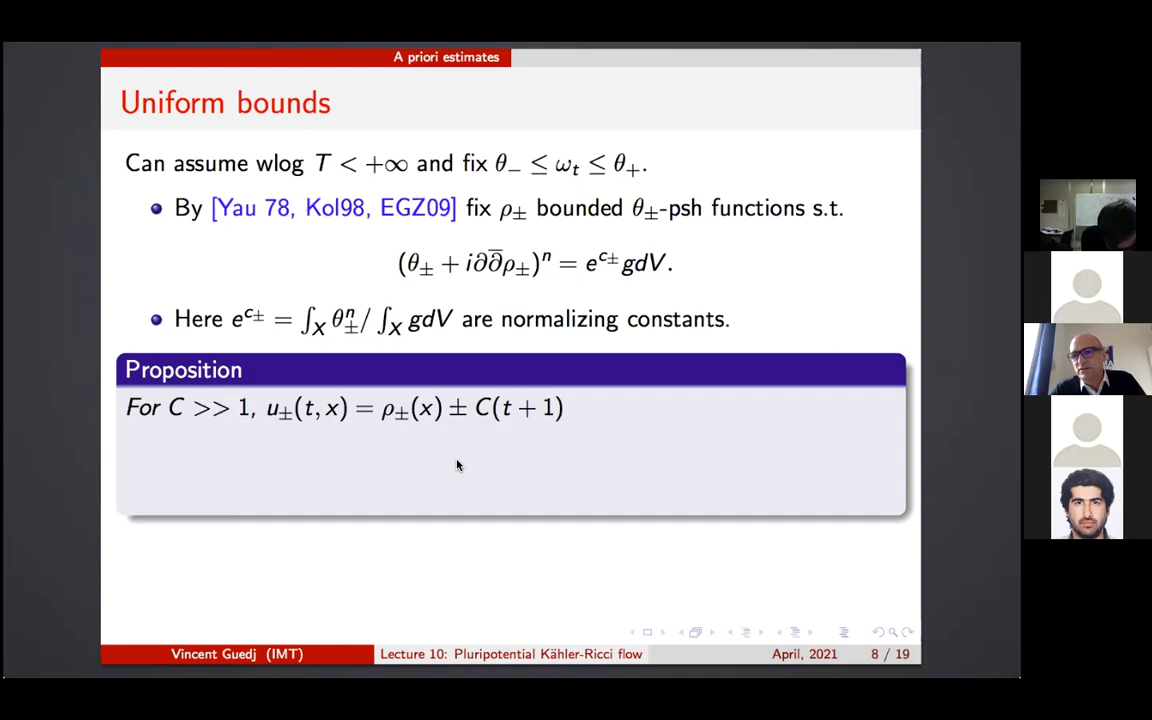 A priori estimates
Uniform bounds
Can assume wlog T < +∞ and fix θ₋ ≤ ωₜ ≤ θ₊.
By [Yau 78, Kol98, EGZ09] fix ρ± bounded θ±-psh functions s.t.
(θ± + i∂∂̅ρ±)ⁿ = e^{c±} gdV.
Here e^{c±} = ∫_X θ±ⁿ / ∫_X gdV are normalizing constants.
Proposition
For C >> 1, u±(t, x) = ρ±(x) ± C(t + 1)
Vincent Guedj (IMT)
Lecture 10: Pluripotential Kähler-Ricci flow
April, 2021
8 / 19